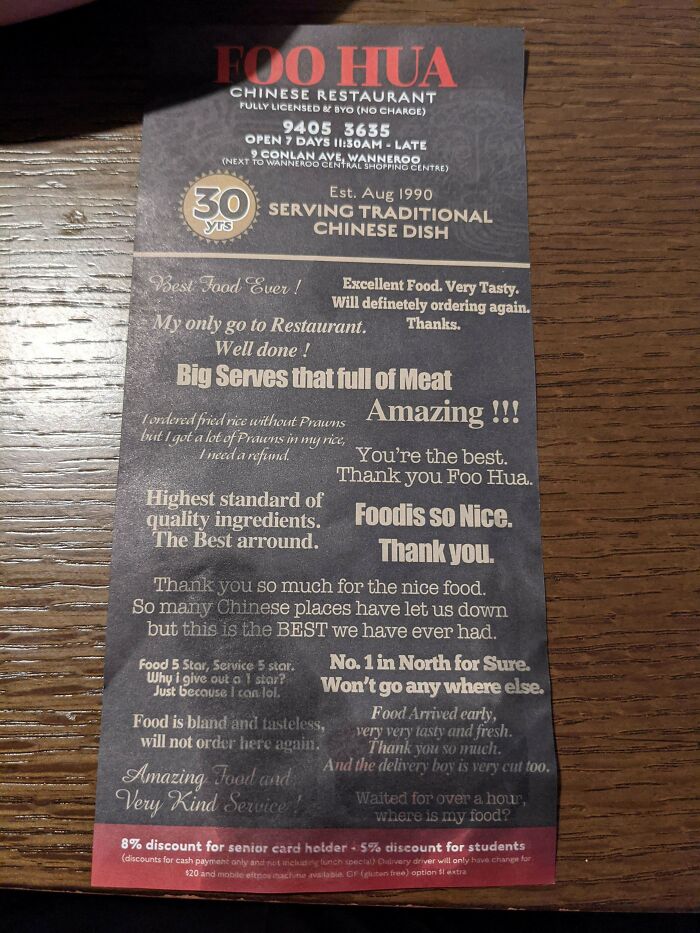 FOO HUA
CHINESE RESTAURANT
FULLY LICENSED & BYO (NO CHARGE)
9405 3635
OPEN 7 DAYS 11:30AM - LATE
9 CONLAN AVE, WANNEROO
(NEXT TO WANNEROO CENTRAL SHOPPING CENTRE)
30
yrs
Est. Aug 1990
SERVING TRADITIONAL
CHINESE DISH
Best Food Ever !
Excellent Food. Very Tasty.
Will definetely ordering again.
Thanks.
My only go to Restaurant.
Well done !
Big Serves that full of Meat
Amazing !!!
I ordered fried rice without Prawns
but I got a lot of Prawns in my rice,
I need a refund.
You're the best.
Thank you Foo Hua.
Highest standard of
quality ingredients.
The Best arround.
Foodis so Nice.
Thank you.
Thank you so much for the nice food.
So many Chinese places have let us down
but this is the BEST we have ever had.
Food 5 Star, Service 5 star.
Why i give out a 1 star?
Just because I can lol.
No. 1 in North for Sure.
Won't go any where else.
Food is bland and tasteless,
will not order here again.
Food Arrived early,
very very tasty and fresh.
Thank you so much.
And the delivery boy is very cut too.
Amazing Food and
Very Kind Service !
Waited for over a hour,
where is my food?
8% discount for senior card holder - 5% discount for students
(discounts for cash payment only and not including lunch special) Dalivery driver will only have change for
$20 and mobile eftpos machine available. GF (gluten free) option $1 extra